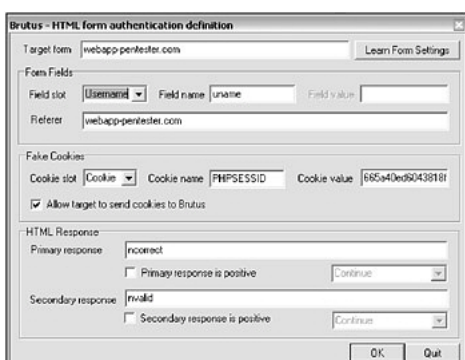 Brutus - HTML form authentication definition
Target form webapp-pentester.com Learn Form Settings
Form Fields
Field slot Username Field name uname Field value
Referer webapp-pentester.com
Fake Cookies
Cookie slot Cookie Cookie name PHPSESSID Cookie value
Allow target to send cookies to Brutus
HTML Response
Primary response ncorrect
Primary response is positive Continue
Secondary response nvalid
Secondary response is positive Continue
OK Quit